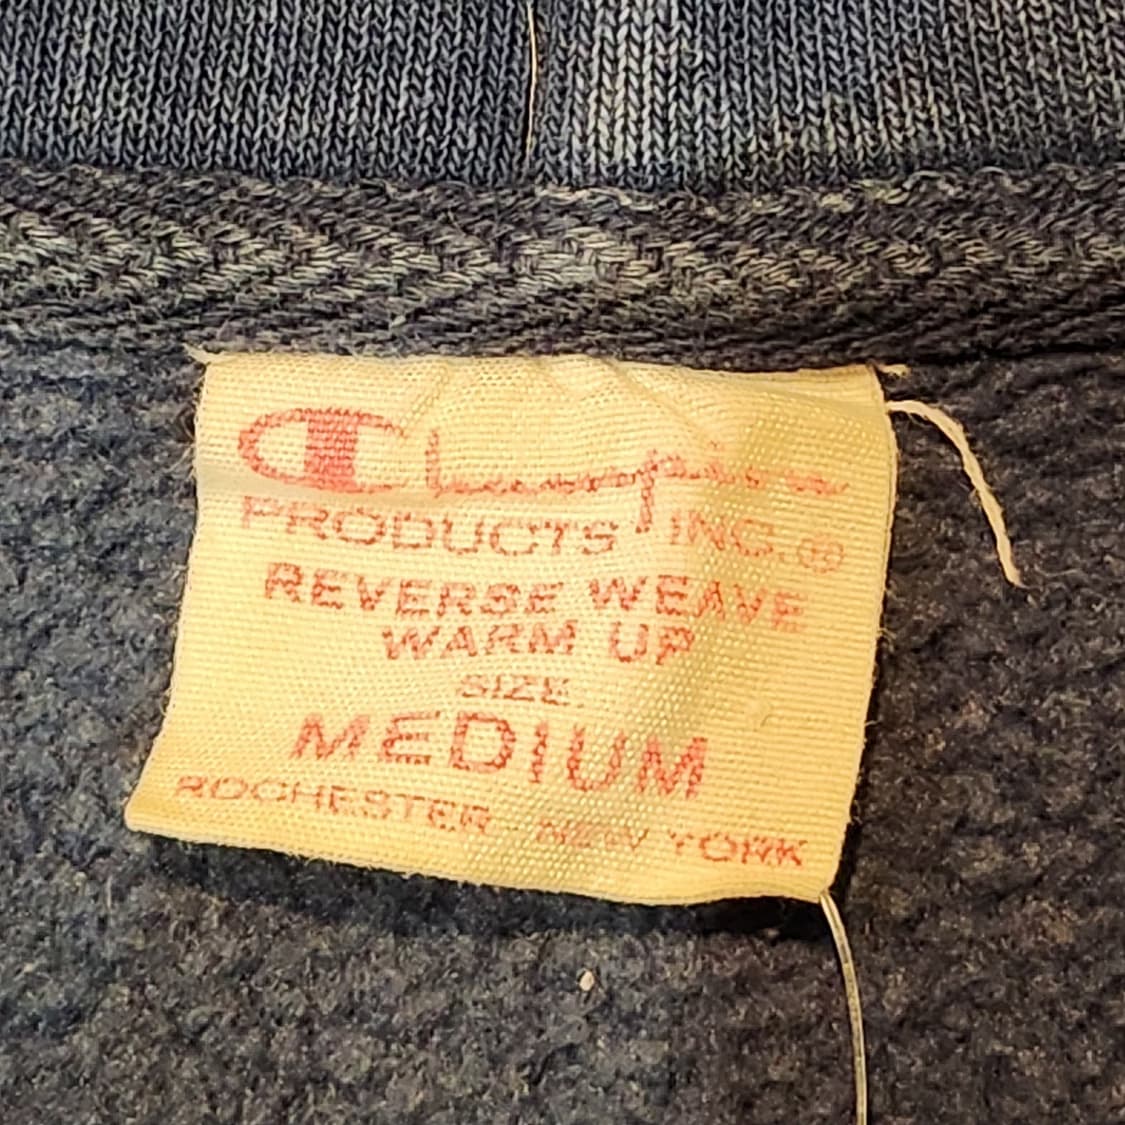 Champion
PRODUCTS INC.®
REVERSE WEAVE
WARM UP
SIZE
MEDIUM
ROCHESTER NEW YORK